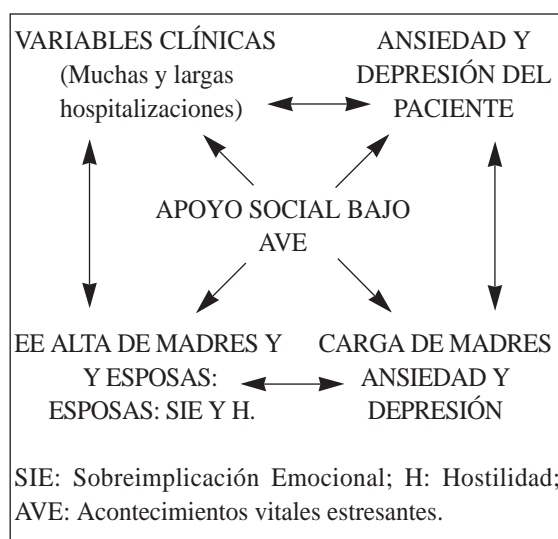 VARIABLES CLÍNICAS
(Muchas y largas
hospitalizaciones)
ANSIEDAD Y
DEPRESIÓN DEL
PACIENTE
APOYO SOCIAL BAJO
AVE
EE ALTA DE MADRES Y
Y ESPOSAS:
ESPOSAS: SIE Y H.
CARGA DE MADRES
ANSIEDAD Y
DEPRESIÓN
SIE: Sobreimplicación Emocional; H: Hostilidad;
AVE: Acontecimientos vitales estresantes.